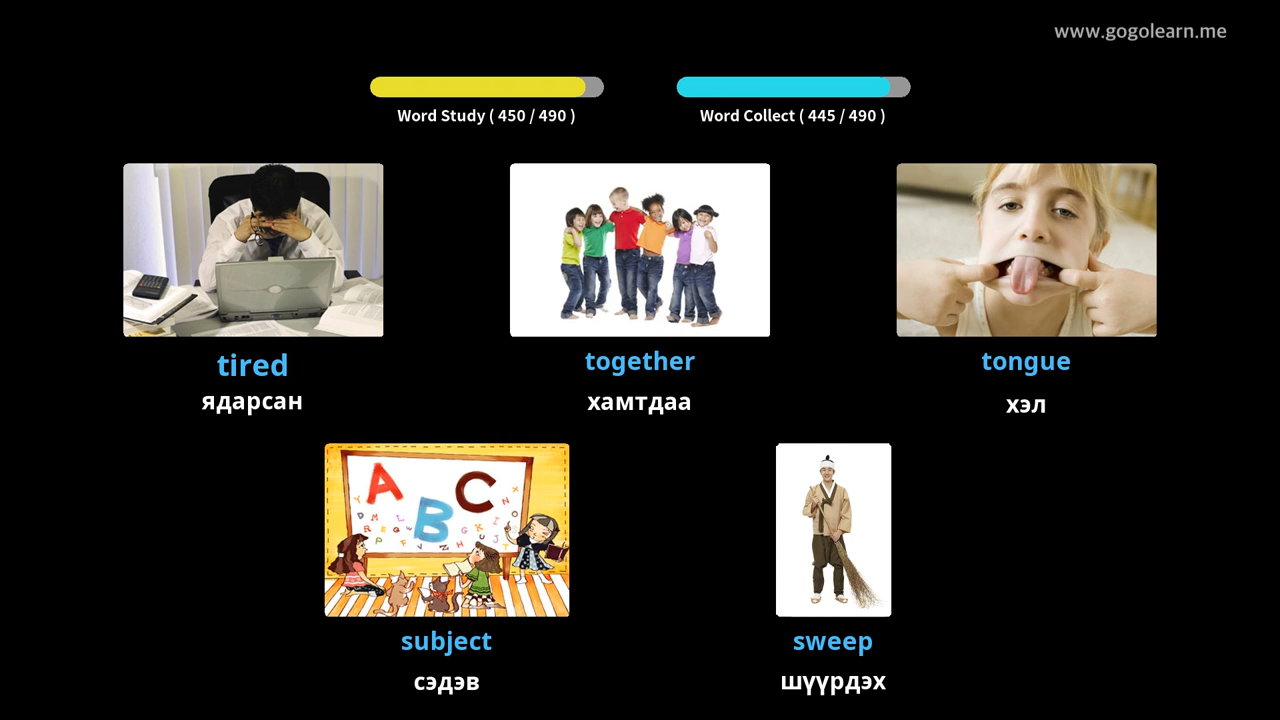 www.gogolearn.me
Word Study ( 450 / 490 )
Word Collect ( 445 / 490 )
tired
ядарсан
together
хамтдаа
tongue
хэл
A B C
subject
сэдэв
sweep
шүүрдэх